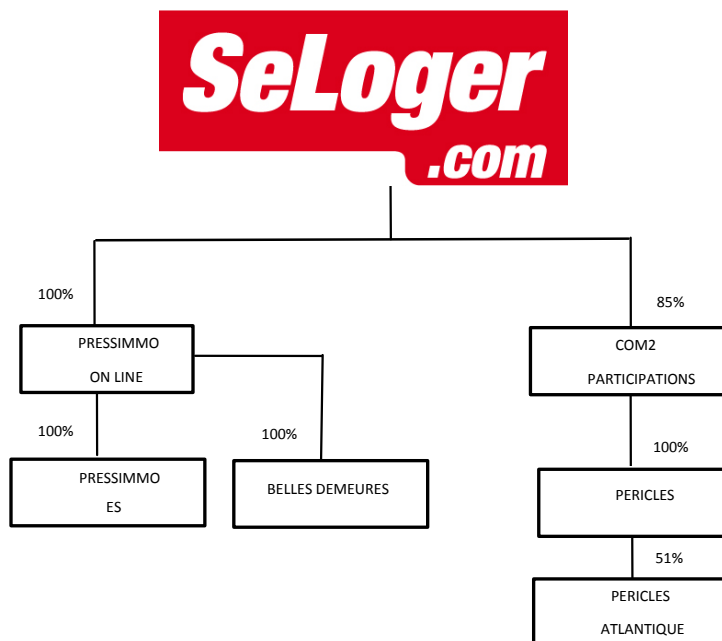 SeLoger
.com
100%
85%
PRESSIMMO
ON LINE
COM2
PARTICIPATIONS
100%
100%
100%
PRESSIMMO
ES
BELLES DEMEURES
PERICLES
51%
PERICLES
ATLANTIQUE